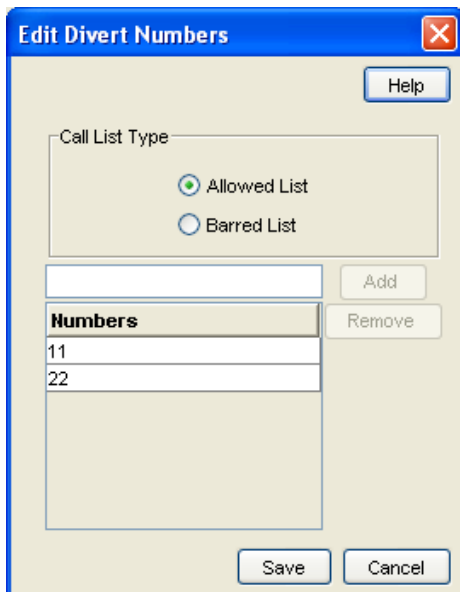 Edit Divert Numbers
Help
Call List Type
Allowed List
Barred List
Add
Numbers
Remove
11
22
Save Cancel